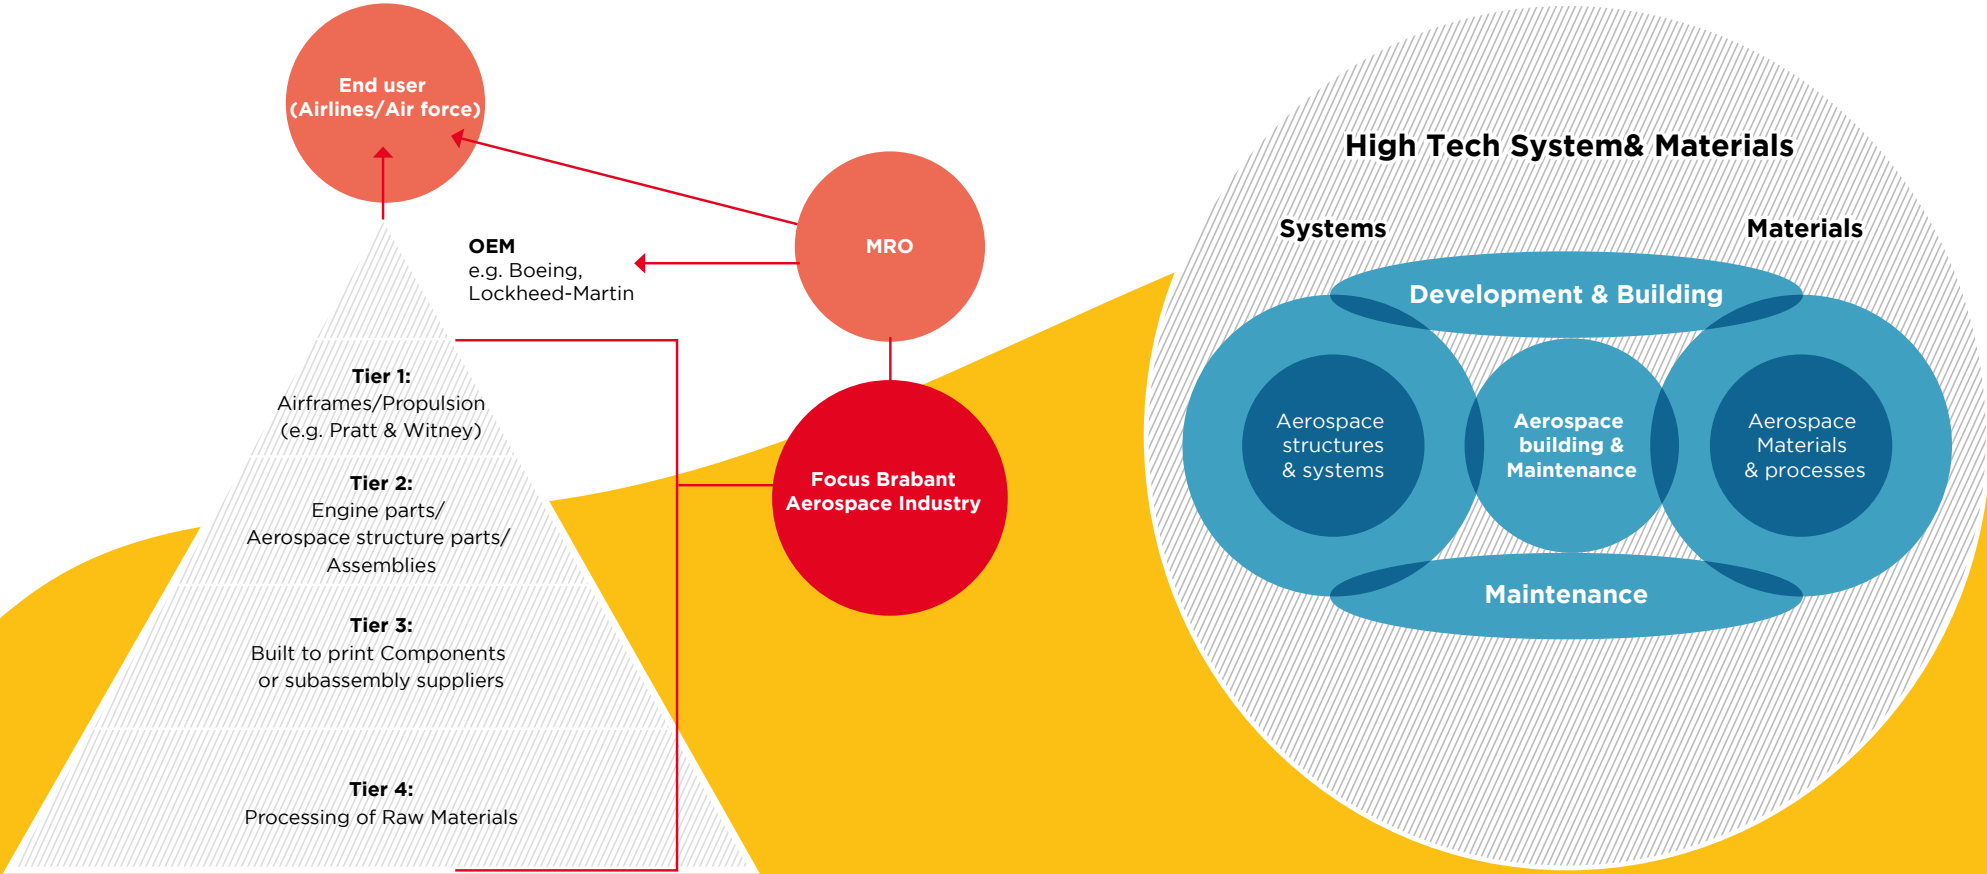 End user
(Airlines/Air force)
MRO
OEM
e.g. Boeing,
Lockheed-Martin
Tier 1:
Airframes/Propulsion
(e.g. Pratt & Witney)
Tier 2:
Engine parts/
Aerospace structure parts/
Assemblies
Tier 3:
Built to print Components
or subassembly suppliers
Tier 4:
Processing of Raw Materials
Focus Brabant
Aerospace Industry
High Tech System& Materials
Systems
Materials
Development & Building
Aerospace
structures
& systems
Aerospace
building &
Maintenance
Aerospace
Materials
& processes
Maintenance